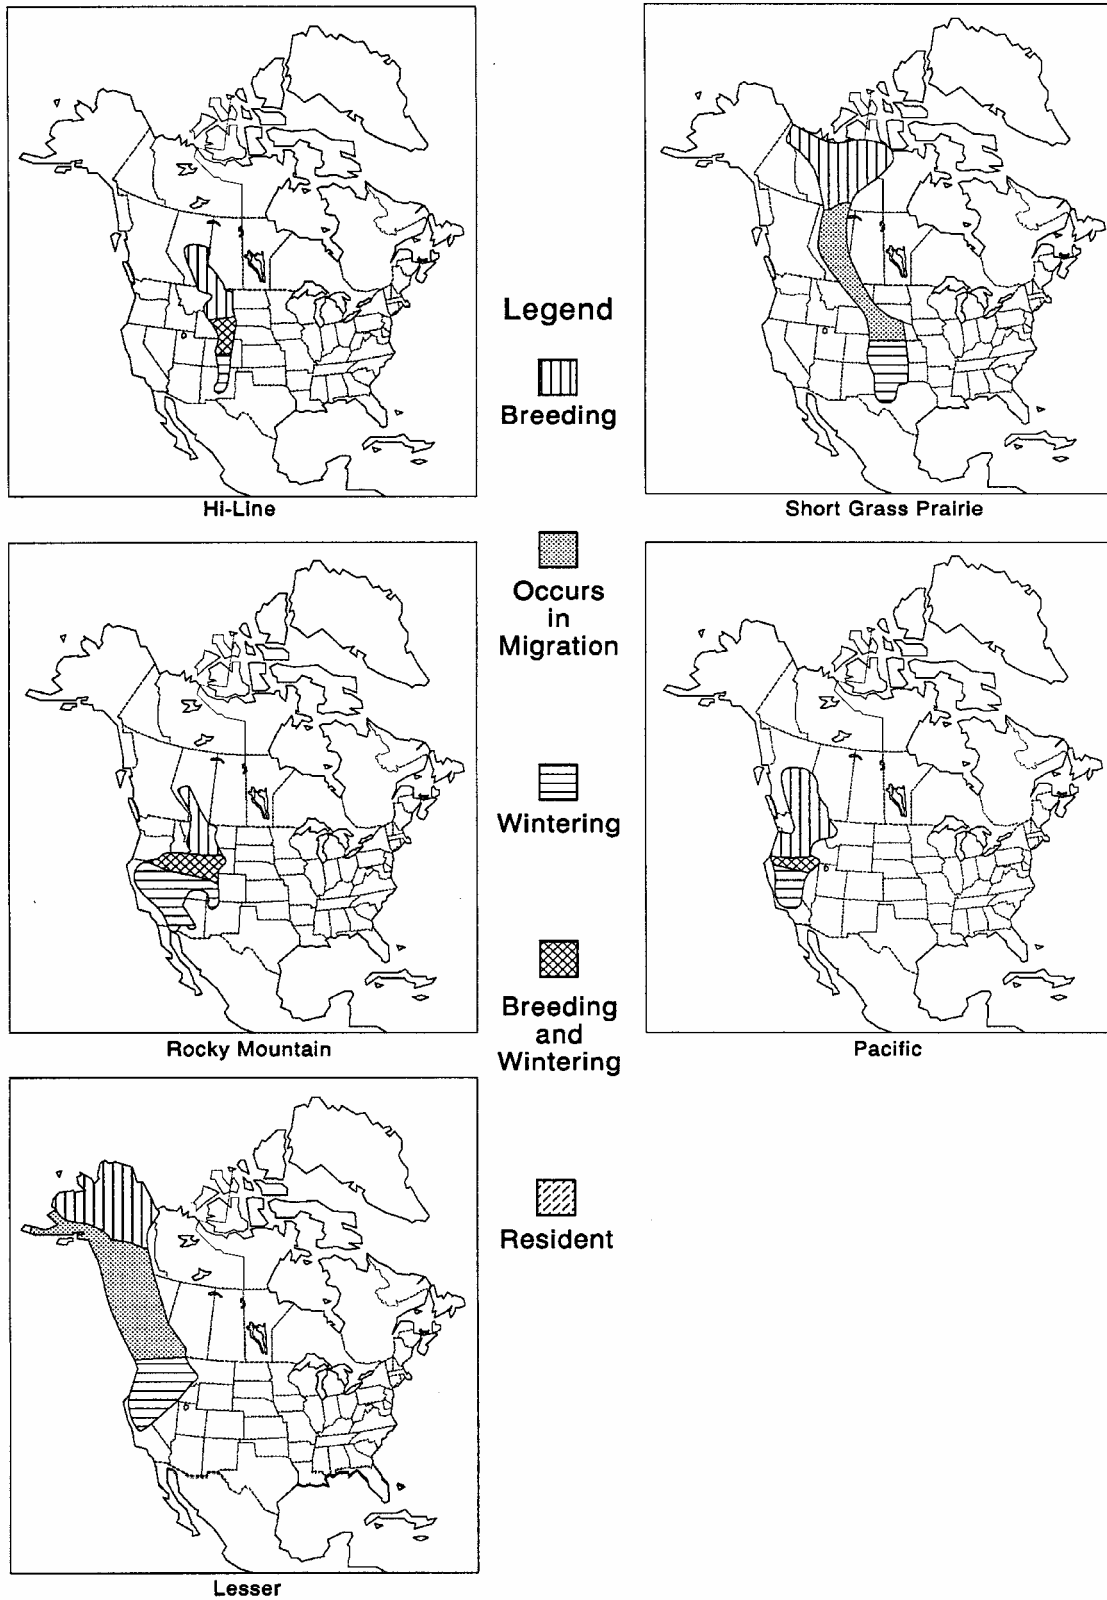 Hi-Line
Short Grass Prairie
Legend
Breeding
Occurs
in
Migration
Wintering
Breeding
and
Wintering
Resident
Rocky Mountain
Pacific
Lesser